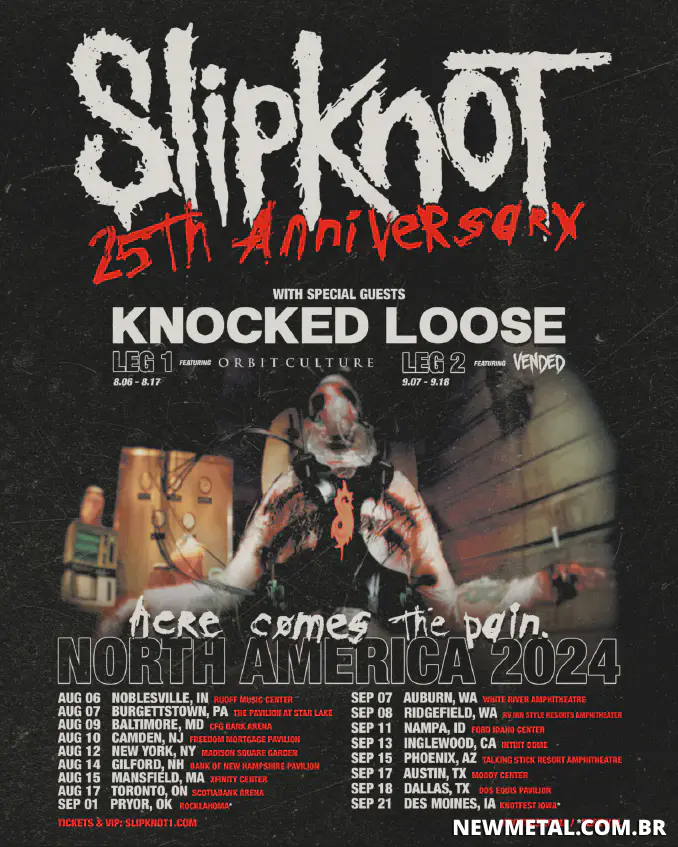 SLIPKNOT
25th Anniversary
WITH SPECIAL GUESTS
KNOCKED LOOSE
LEG 1 FEATURING ORBIT CULTURE LEG 2 FEATURING VENDED
8.06 - 8.17 9.07 - 9.18
here comes the pain.
NORTH AMERICA 2024
AUG 06 NOBLESVILLE, IN RUOFF MUSIC CENTER
AUG 07 BURGETTSTOWN, PA THE PAVILION AT STAR LAKE
AUG 09 BALTIMORE, MD CFG BANK ARENA
AUG 10 CAMDEN, NJ FREEDOM MORTGAGE PAVILION
AUG 12 NEW YORK, NY MADISON SQUARE GARDEN
AUG 14 GILFORD, NH BANK OF NEW HAMPSHIRE PAVILION
AUG 15 MANSFIELD, MA XFINITY CENTER
AUG 17 TORONTO, ON SCOTIABANK ARENA
SEP 01 PRYOR, OK ROCKLAHOMA*
SEP 07 AUBURN, WA WHITE RIVER AMPHITHEATRE
SEP 08 RIDGEFIELD, WA RV INN STYLE RESORTS AMPHITHEATER
SEP 11 NAMPA, ID FORD IDAHO CENTER
SEP 13 INGLEWOOD, CA INTUIT DOME
SEP 15 PHOENIX, AZ TALKING STICK RESORT AMPHITHEATRE
SEP 17 AUSTIN, TX MOODY CENTER
SEP 18 DALLAS, TX DOS EQUIS PAVILION
SEP 21 DES MOINES, IA KNOTFEST IOWA*
TICKETS & VIP: SLIPKNOT1.COM
NEWMETAL.COM.BR